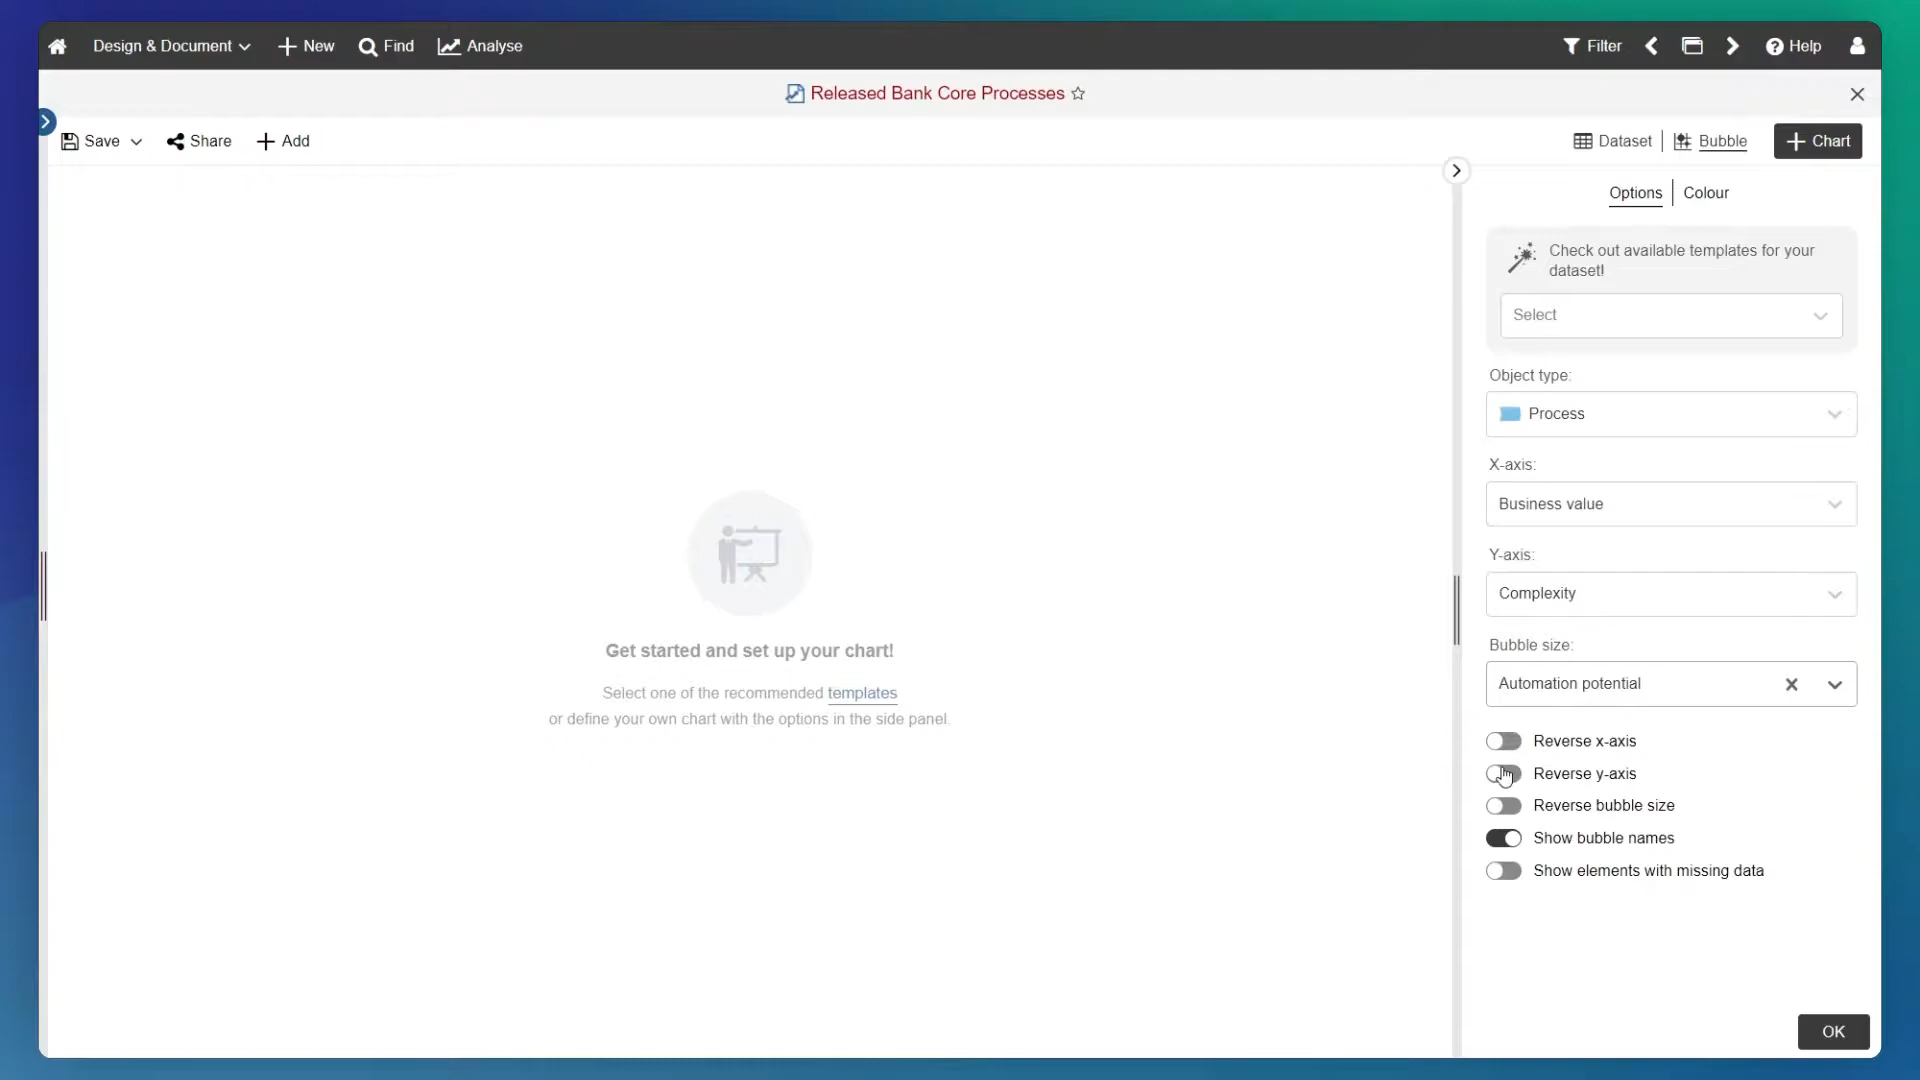 Design & Document
New
Find
Analyse
Filter
Help
Released Bank Core Processes
Save
Share
Add
Dataset
Bubble
Chart
Options
Colour
Check out available templates for your
dataset!
Select
Object type:
Process
X-axis:
Business value
Y-axis:
Complexity
Bubble size:
Automation potential
Reverse x-axis
Reverse y-axis
Reverse bubble size
Show bubble names
Show elements with missing data
Get started and set up your chart!
Select one of the recommended templates
or define your own chart with the options in the side panel.
OK